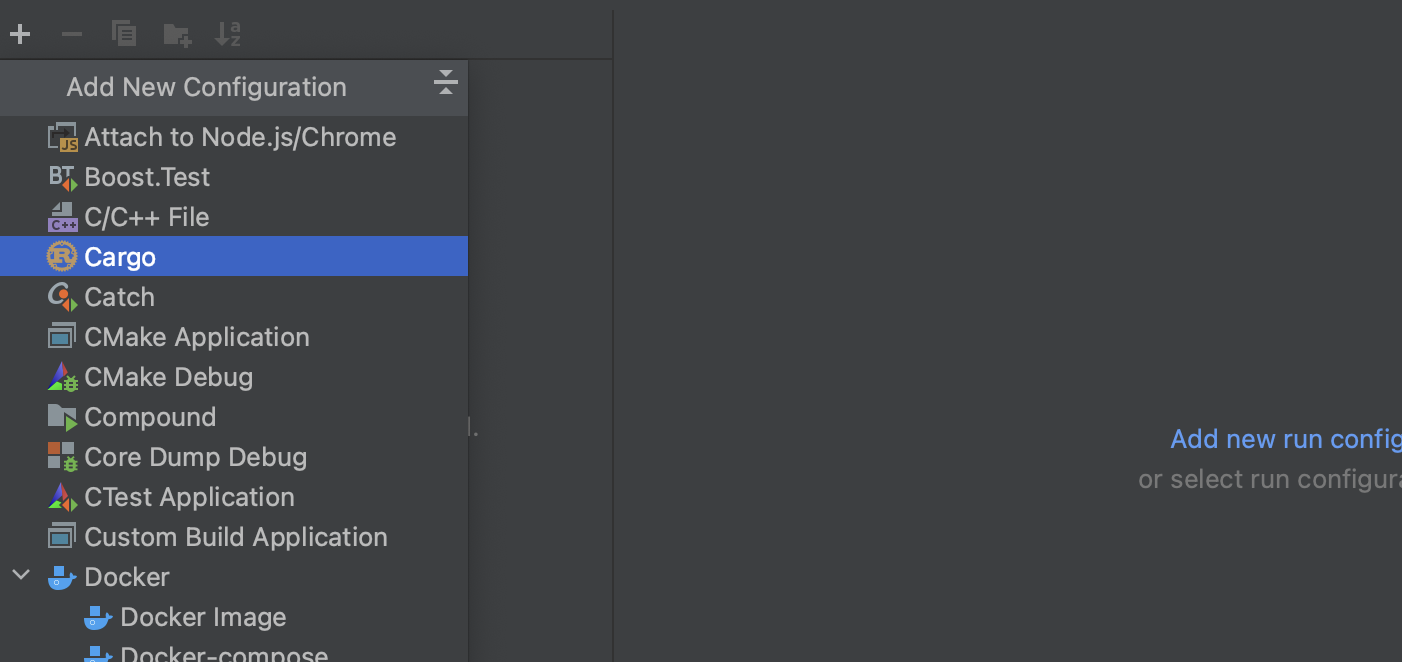 Add New Configuration
Attach to Node.js/Chrome
Boost.Test
C/C++ File
Cargo
Catch
CMake Application
CMake Debug
Compound
Core Dump Debug
CTest Application
Custom Build Application
Docker
Docker Image
Docker-compose
Add new run config
or select run configura